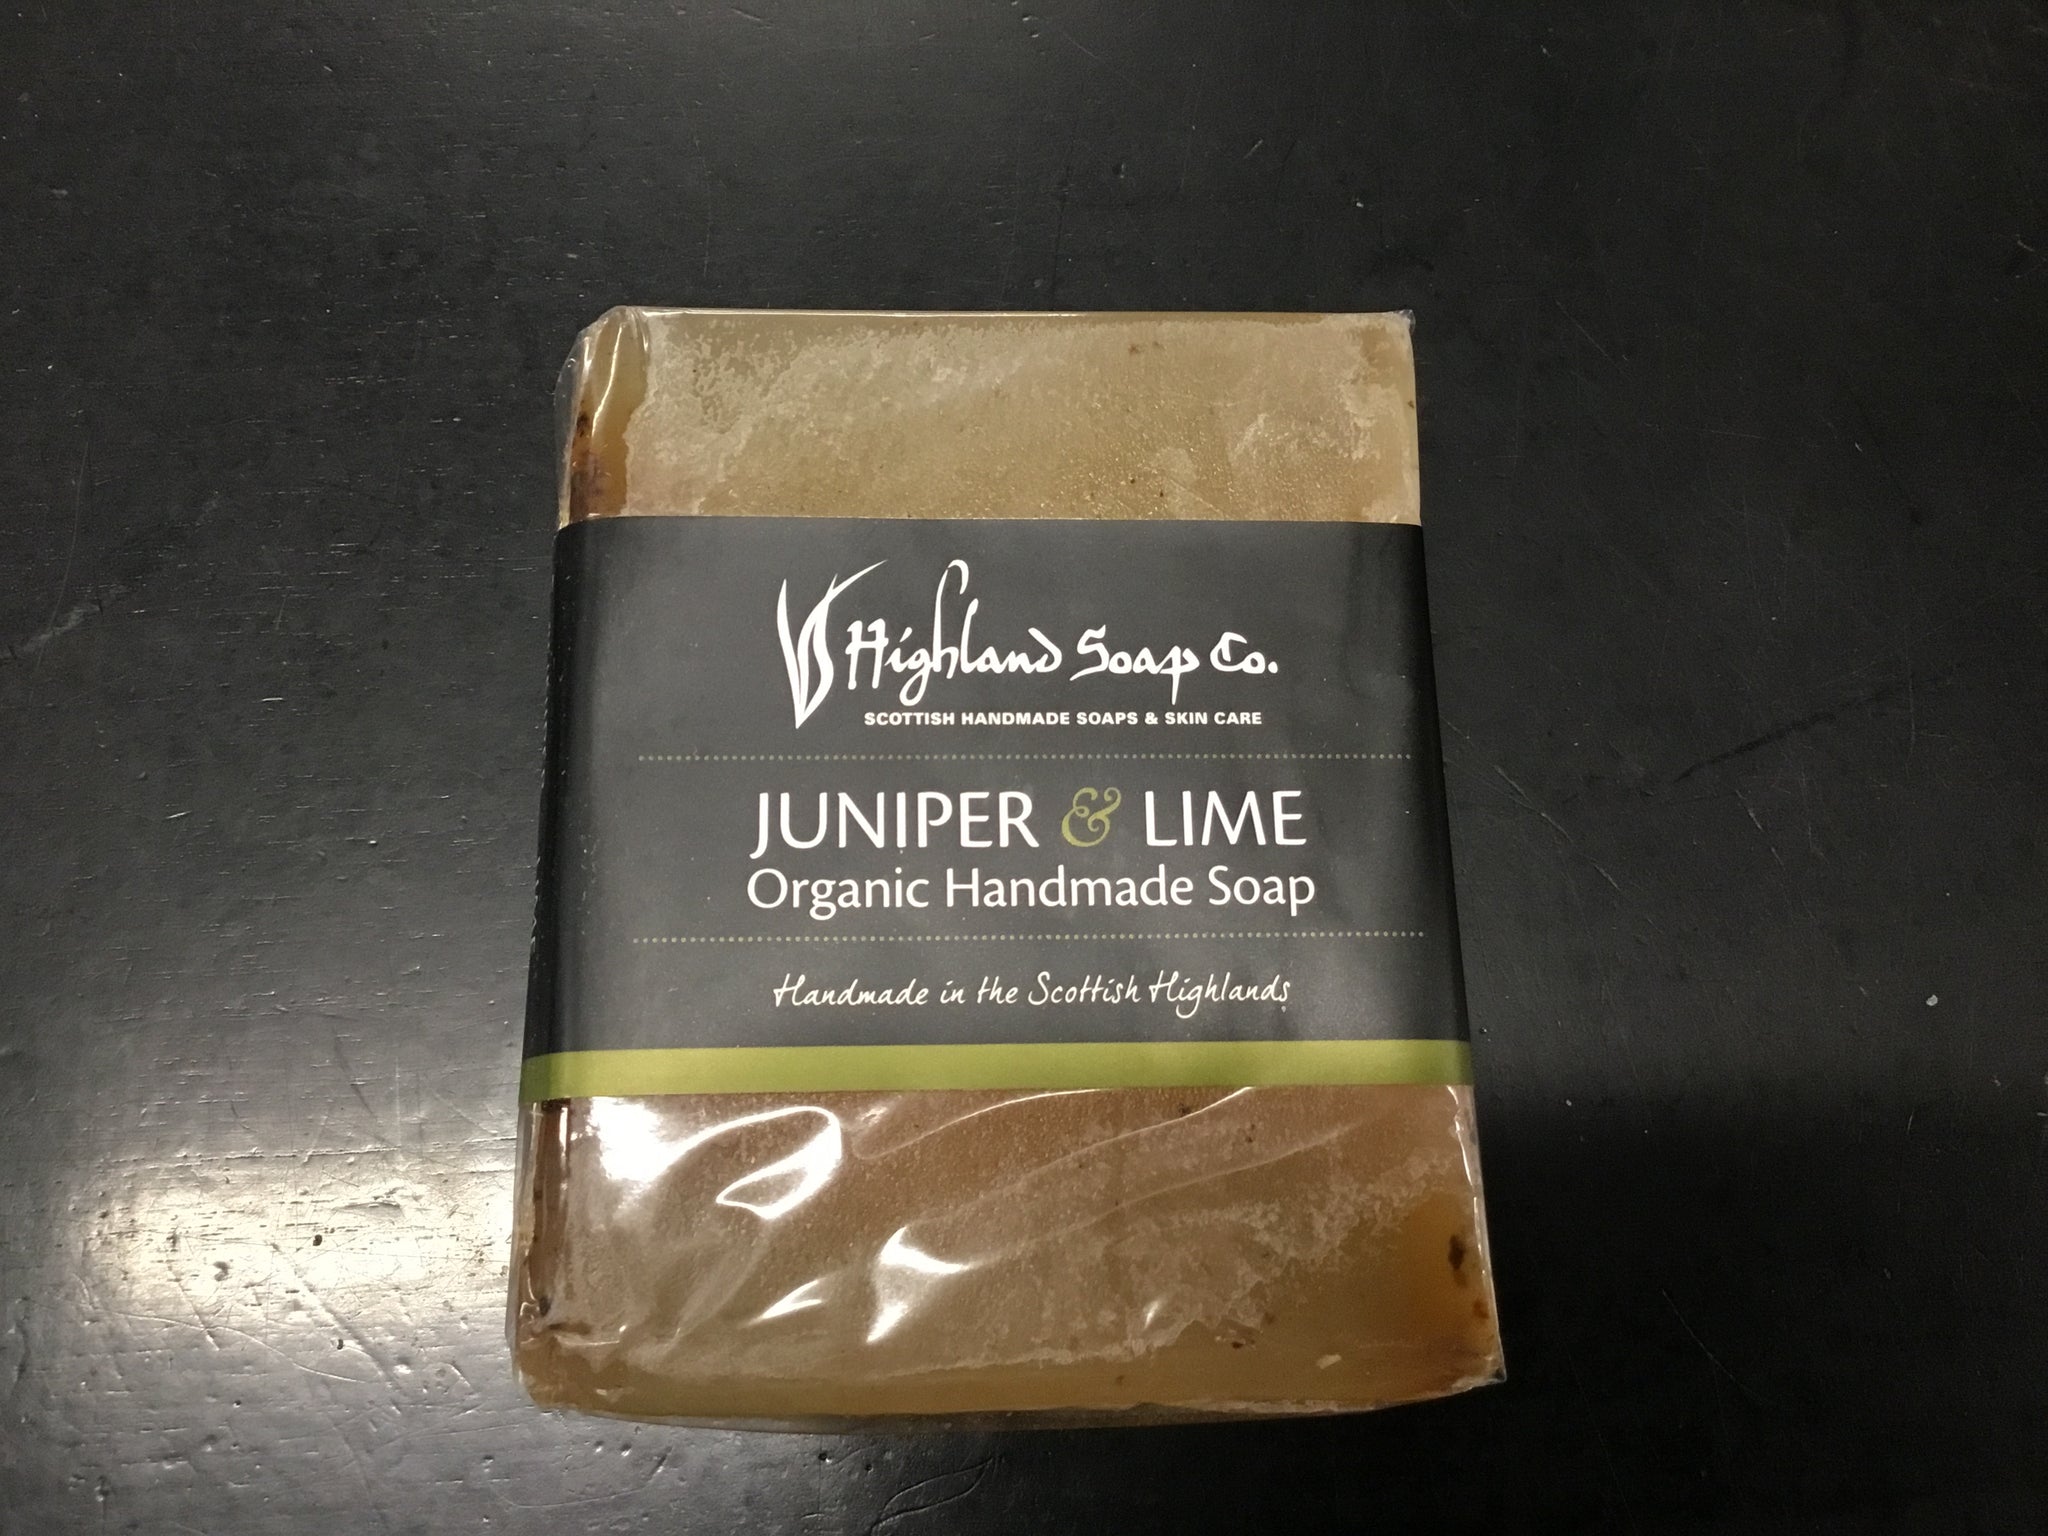 Highland Soap Co.
SCOTTISH HANDMADE SOAPS & SKIN CARE
JUNIPER & LIME
Organic Handmade Soap
Handmade in the Scottish Highlands